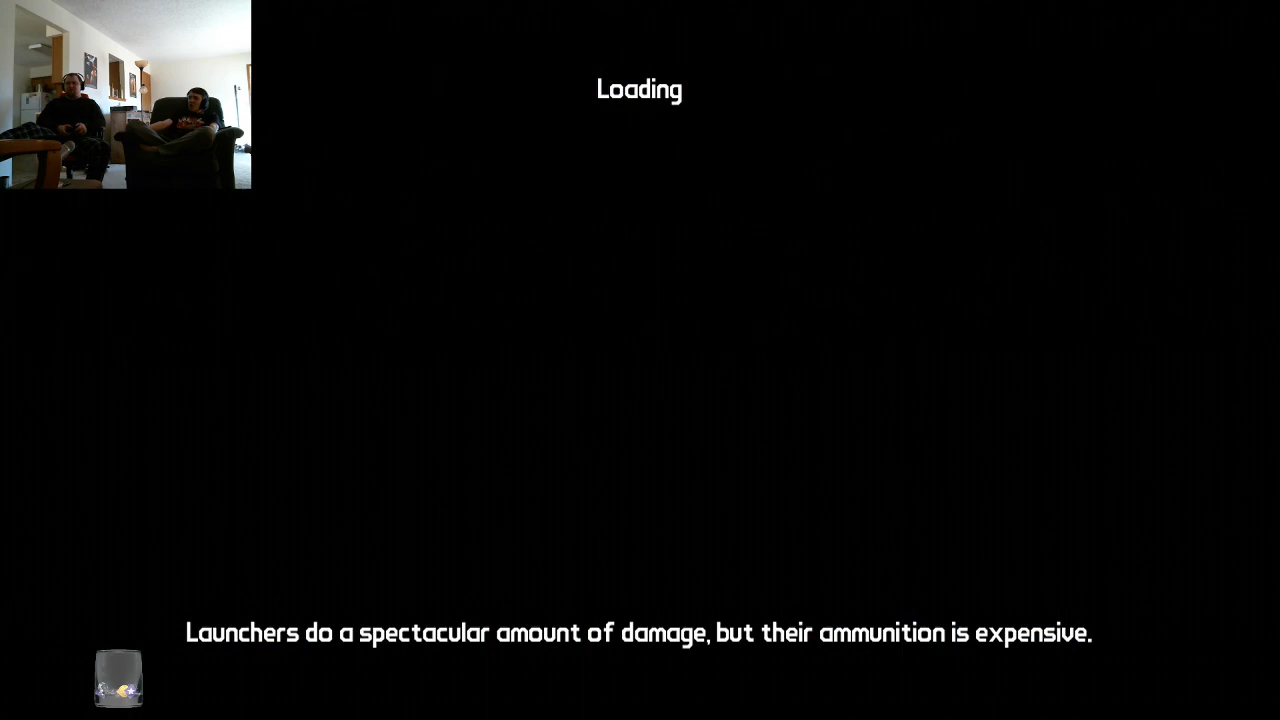 Loading
Launchers do a spectacular amount of damage, but their ammunition is expensive.